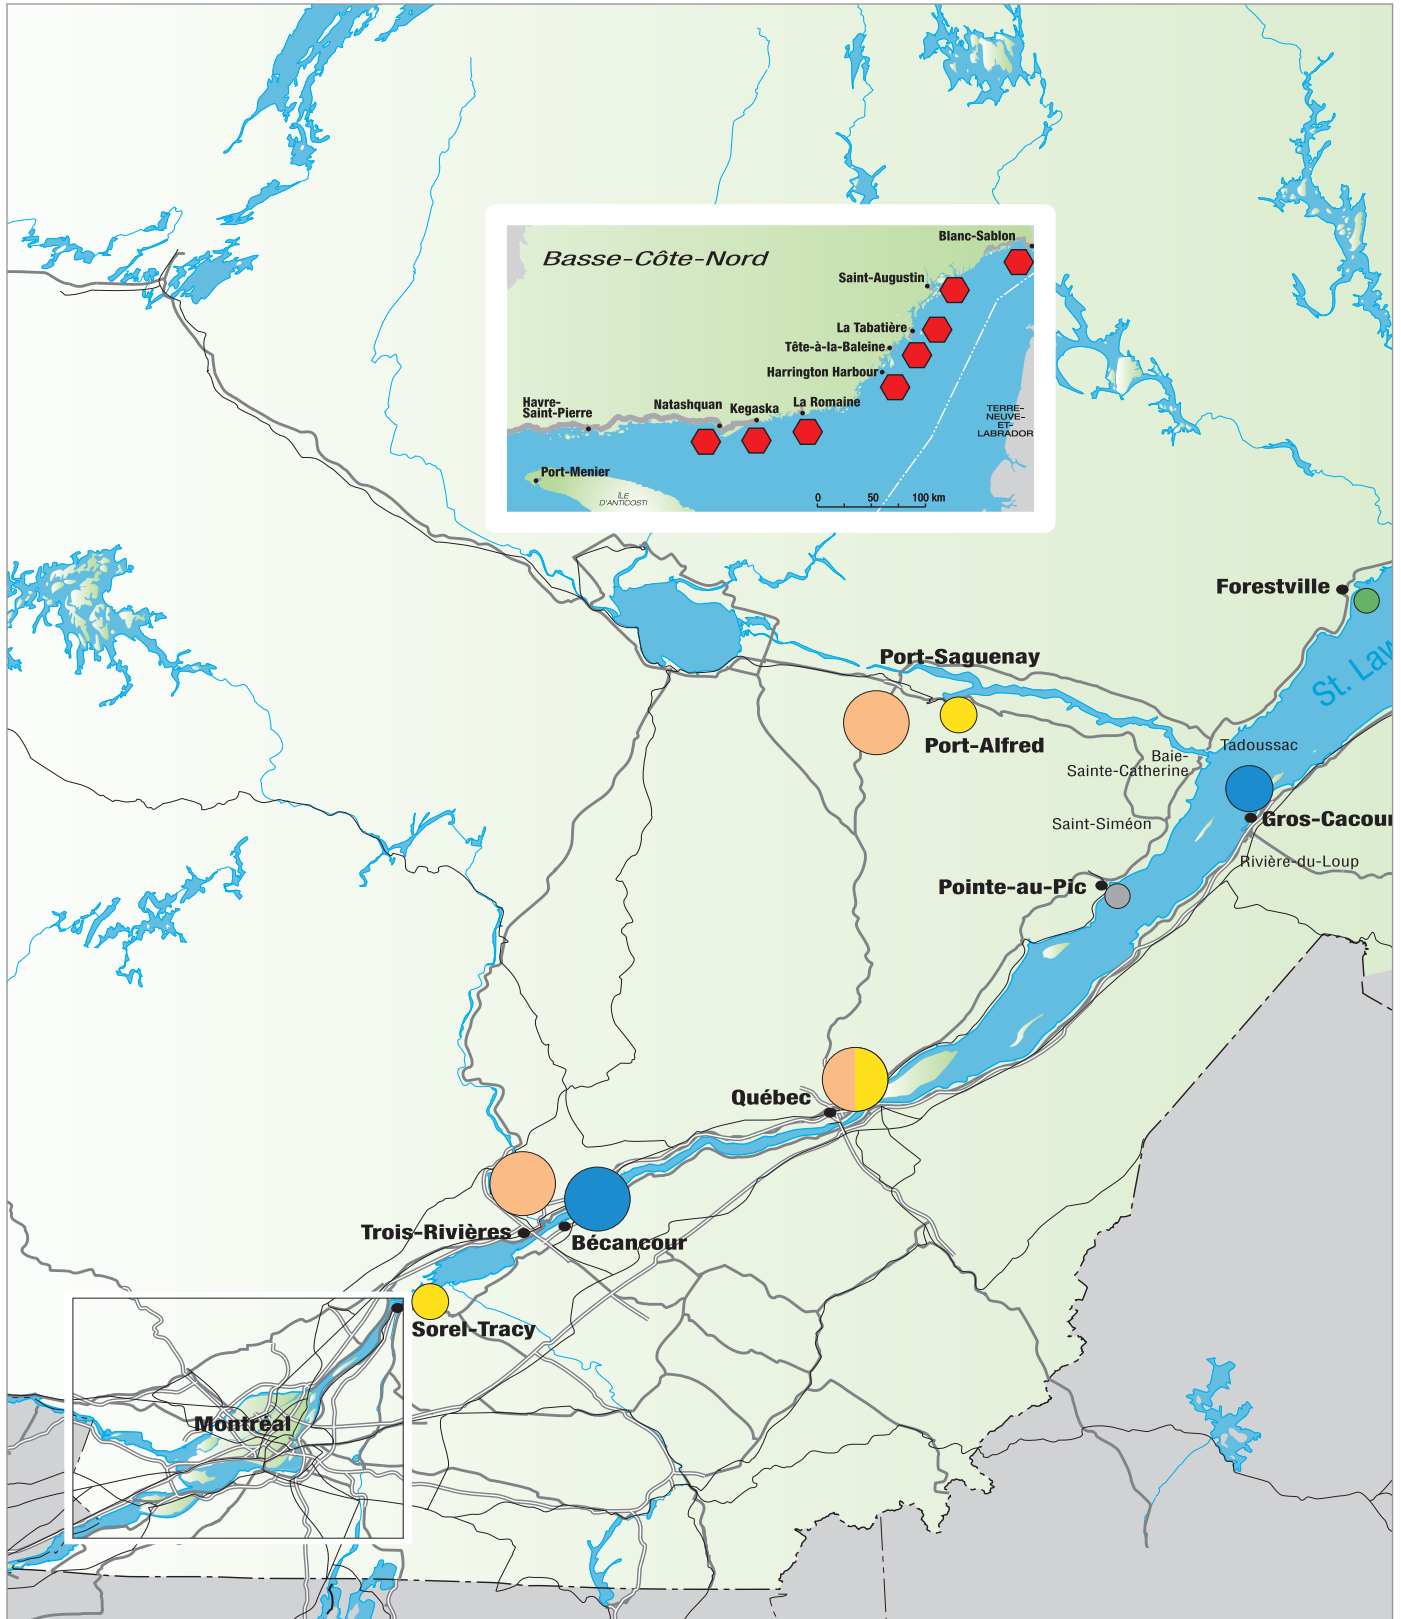 Basse-Côte-Nord
Blanc-Sablon
Saint-Augustin
La Tabatière
Tête-à-la-Baleine
Harrington Harbour
La Romaine
Havre-
Saint-Pierre
Natashquan
Kegaska
TERRE-
NEUVE-
ET-
LABRADOR
Port-Menier
ÎLE
D'ANTICOSTI
0 50 100 km
Forestville
Port-Saguenay
St. Law
Port-Alfred
Tadoussac
Baie-
Sainte-Catherine
Saint-Siméon
Gros-Cacour
Rivière-du-Loup
Pointe-au-Pic
Québec
Trois-Rivières
Bécancour
Sorel-Tracy
Montréal